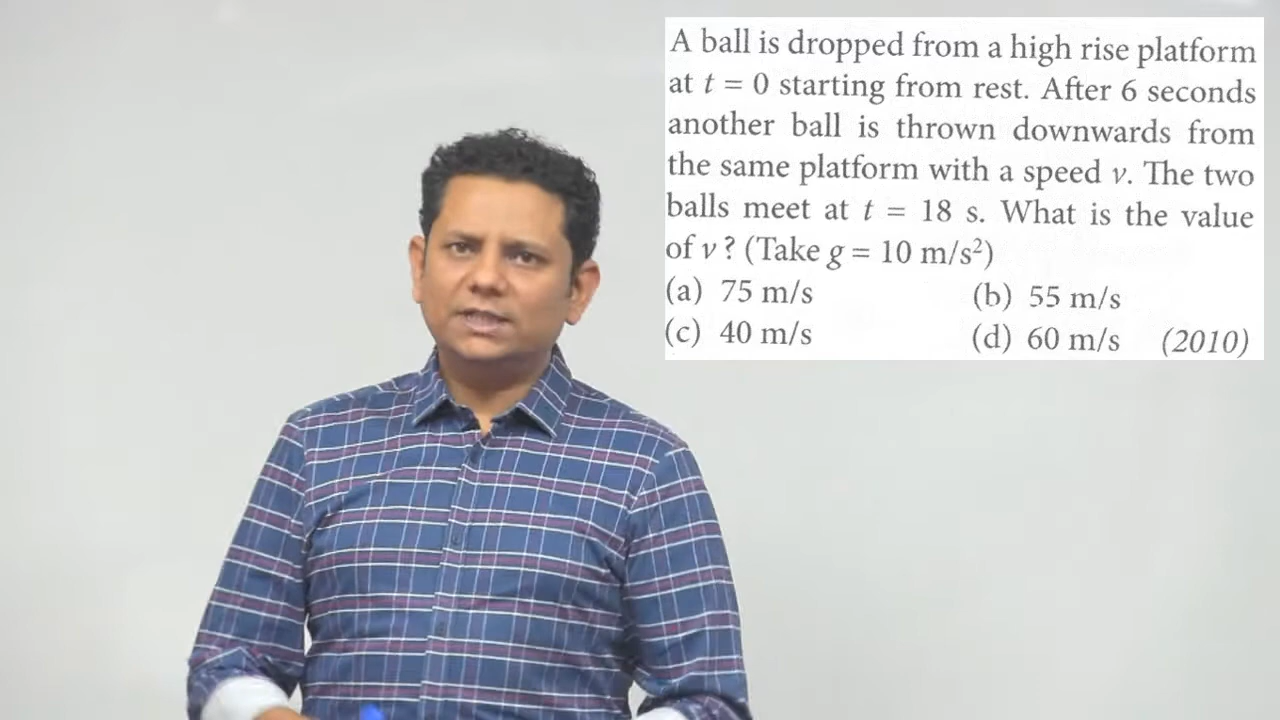 A ball is dropped from a high rise platform
at t = 0 starting from rest. After 6 seconds
another ball is thrown downwards from
the same platform with a speed v. The two
balls meet at t = 18 s. What is the value
of v ? (Take g = 10 m/s²)
(a) 75 m/s (b) 55 m/s
(c) 40 m/s (d) 60 m/s (2010)